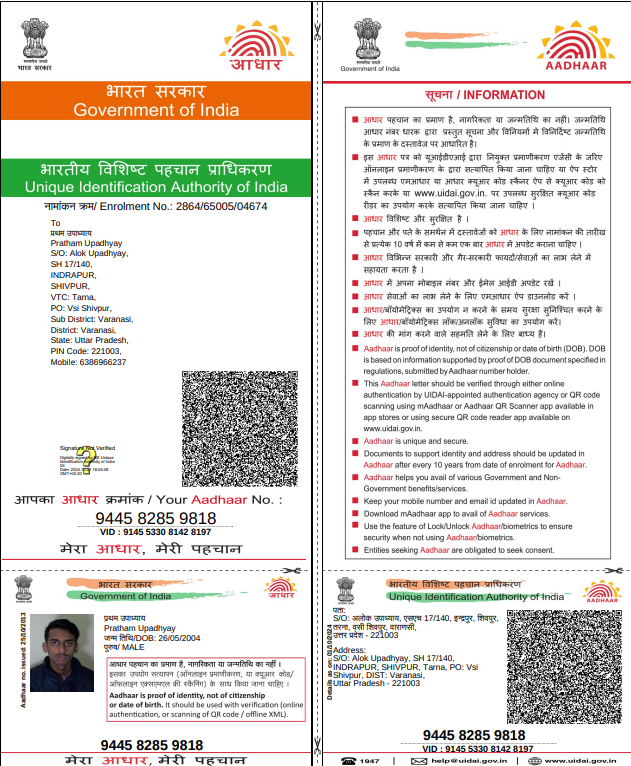 सत्यमेव जयते
भारत सरकार
आधार
भारत सरकार
Government of India
भारतीय विशिष्ट पहचान प्राधिकरण
Unique Identification Authority of India
नामांकन क्रम/ Enrolment No.: 2864/65005/04674
To
प्रथम उपाध्याय
Pratham Upadhyay
S/O: Alok Upadhyay,
SH 17/140,
INDRAPUR,
SHIVPUR,
VTC: Tarna,
PO: Vsi Shivpur,
Sub District: Varanasi,
District: Varanasi,
State: Uttar Pradesh,
PIN Code: 221003,
Mobile: 6386966237
Signature Not Verified
?
आपका आधार क्रमांक / Your Aadhaar No. :
9445 8285 9818
VID : 9145 5330 8142 8197
मेरा आधार, मेरी पहचान
भारत सरकार
Government of India
आधार
Aadhaar no. issued: 25/10/2013
प्रथम उपाध्याय
Pratham Upadhyay
जन्म तिथि/DOB: 26/05/2004
पुरुष/ MALE
आधार पहचान का प्रमाण है, नागरिकता या जन्मतिथि का नहीं ।
इसका उपयोग सत्यापन (ऑनलाइन प्रमाणीकरण, या क्यूआर कोड/
ऑफ़लाइन एक्सएमएल की स्कैनिंग) के साथ किया जाना चाहिए ।
Aadhaar is proof of identity, not of citizenship
or date of birth. It should be used with verification (online
authentication, or scanning of QR code / offline XML).
9445 8285 9818
मेरा आधार, मेरी पहचान
सत्यमेव जयते
Government of India
AADHAAR
सूचना / INFORMATION
आधार पहचान का प्रमाण है, नागरिकता या जन्मतिथि का नहीं। जन्मतिथि
आधार नंबर धारक द्वारा प्रस्तुत सूचना और विनियमों में विनिर्दिष्ट जन्मतिथि
के प्रमाण के दस्तावेज पर आधारित है।
इस आधार पत्र को यूआईडीएआई द्वारा नियुक्त प्रमाणीकरण एजेंसी के जरिए
ऑनलाइन प्रमाणीकरण के द्वारा सत्यापित किया जाना चाहिए या ऐप स्टोर
में उपलब्ध एमआधार या आधार क्यूआर कोड स्कैनर ऐप से क्यूआर कोड को
स्कैन करके या www.uidai.gov.in. पर उपलब्ध सुरक्षित क्यूआर कोड
रीडर का उपयोग करके सत्यापित किया जाना चाहिए ।
आधार विशिष्ट और सुरक्षित है ।
पहचान और पते के समर्थन में दस्तावेजों को आधार के लिए नामांकन की तारीख
से प्रत्येक 10 वर्ष में कम से कम एक बार आधार में अपडेट कराना चाहिए ।
आधार विभिन्न सरकारी और गैर-सरकारी फायदों/सेवाओं का लाभ लेने में
सहायता करता है ।
आधार में अपना मोबाइल नंबर और ईमेल आईडी अपडेट रखें ।
आधार सेवाओं का लाभ लेने के लिए एमआधार ऐप डाउनलोड करें ।
आधार/बॉयोमेट्रिक्स का उपयोग न करने के समय सुरक्षा सुनिश्चित करने के
लिए आधार/बॉयोमेट्रिक्स लॉक/अनलॉक सुविधा का उपयोग करें।
आधार की मांग करने वाले सहमति लेने के लिए बाध्य हैं।
Aadhaar is proof of identity, not of citizenship or date of birth (DOB). DOB
is based on information supported by proof of DOB document specified in
regulations, submitted by Aadhaar number holder.
This Aadhaar letter should be verified through either online
authentication by UIDAI-appointed authentication agency or QR code
scanning using mAadhaar or Aadhaar QR Scanner app available in
app stores or using secure QR code reader app available on
www.uidai.gov.in.
Aadhaar is unique and secure.
Documents to support identity and address should be updated in
Aadhaar after every 10 years from date of enrolment for Aadhaar.
Aadhaar helps you avail of various Government and Non-
Government benefits/services.
Keep your mobile number and email id updated in Aadhaar.
Download mAadhaar app to avail of Aadhaar services.
Use the feature of Lock/Unlock Aadhaar/biometrics to ensure
security when not using Aadhaar/biometrics.
Entities seeking Aadhaar are obligated to seek consent.
भारतीय विशिष्ट पहचान प्राधिकरण
Unique Identification Authority of India
AADHAAR
पता:
S/O: अलोक उपाध्याय, एसएच 17/140, इन्द्रपुर, शिवपुर,
तरना, वसी शिवपुर, वाराणसी,
उत्तर प्रदेश - 221003
Address:
S/O: Alok Upadhyay, SH 17/140,
INDRAPUR, SHIVPUR, Tarna, PO: Vsi
Shivpur, DIST: Varanasi,
Uttar Pradesh - 221003
9445 8285 9818
VID : 9145 5330 8142 8197
1947
help@uidai.gov.in
www.uidai.gov.in